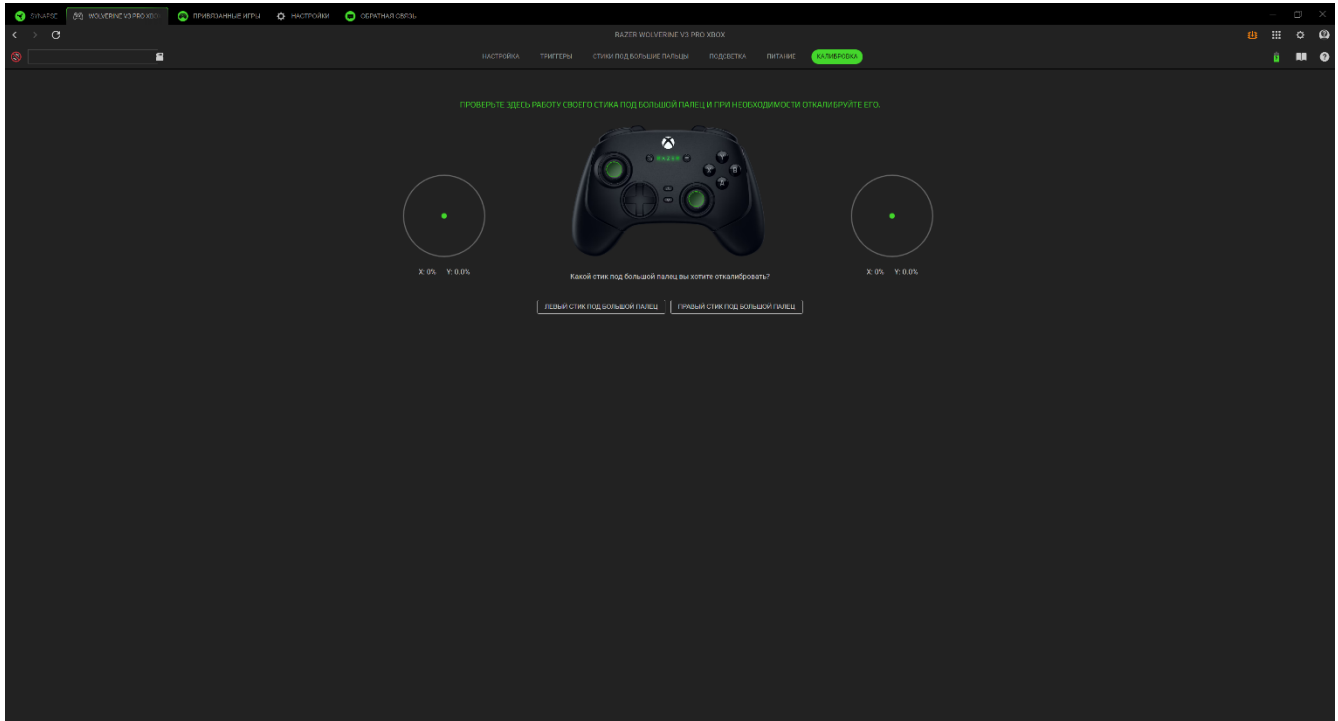 SYNAPSE WOLVERINE V3 PRO XBO ПРИВЯЗАННЫЕ ИГРЫ НАСТРОЙКИ ОБРАТНАЯ СВЯЗЬ
RAZER WOLVERINE V3 PRO XBOX
НАСТРОЙКА ТРИГГЕРЫ СТИКИ ПОД БОЛЬШИЕ ПАЛЬЦЫ ПОДСВЕТКА ПИТАНИЕ КАЛИБРОВКА
ПРОВЕРЬТЕ ЗДЕСЬ РАБОТУ СВОЕГО СТИКА ПОД БОЛЬШОЙ ПАЛЕЦ И ПРИ НЕОБХОДИМОСТИ ОТКАЛИБРУЙТЕ ЕГО.
RAZER
Y
X B
A
X: 0% Y: 0.0%
X: 0% Y: 0.0%
Какой стик под большой палец вы хотите откалибровать?
ЛЕВЫЙ СТИК ПОД БОЛЬШОЙ ПАЛЕЦ ПРАВЫЙ СТИК ПОД БОЛЬШОЙ ПАЛЕЦ